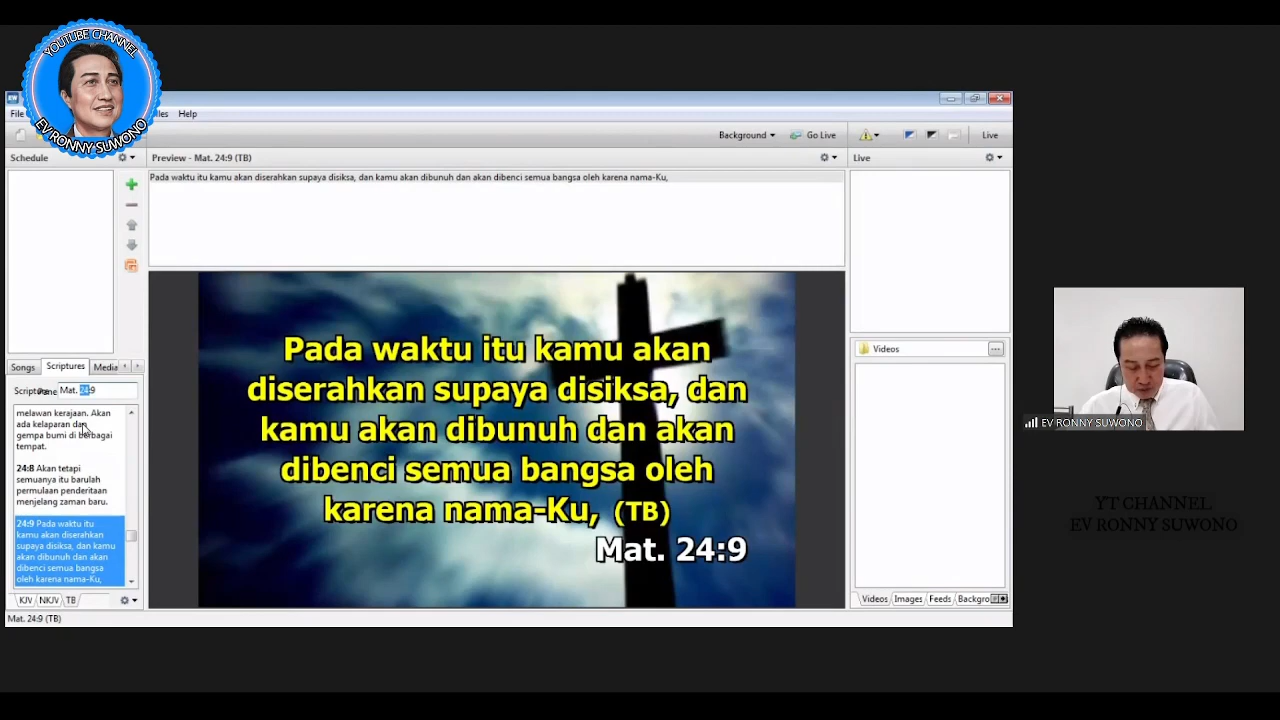 YOUTUBE CHANNEL
EV RONNY SUWONO
EW
File
Help
Background
Go Live
Live
Schedule
Preview - Mat. 24:9 (TB)
Live
Pada waktu itu kamu akan diserahkan supaya disiksa, dan kamu akan dibunuh dan akan dibenci semua bangsa oleh karena nama-Ku,
Pada waktu itu kamu akan
diserahkan supaya disiksa, dan
kamu akan dibunuh dan akan
dibenci semua bangsa oleh
karena nama-Ku, (TB)
Mat. 24:9
Songs
Scriptures
Media
Mat. 24:9
melawan kerajaan. Akan
ada kelaparan dan
gempa bumi di berbagai
tempat.
24:8 Akan tetapi
semuanya itu barulah
permulaan penderitaan
menjelang zaman baru.
24:9 Pada waktu itu
kamu akan diserahkan
supaya disiksa, dan kamu
akan dibunuh dan akan
dibenci semua bangsa
oleh karena nama-Ku,
KJV
NKJV
TB
Mat. 24:9 (TB)
Videos
Videos
Images
Feeds
Backgro
EV RONNY SUWONO
YT CHANNEL
EV RONNY SUWONO